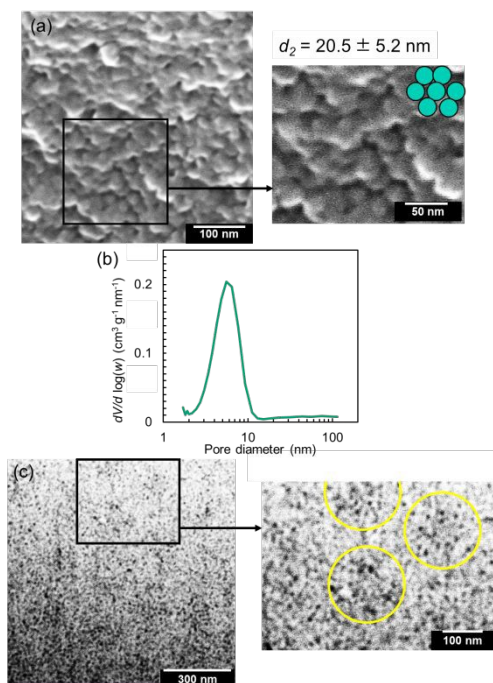 (a)
d₂ = 20.5 ± 5.2 nm
100 nm
50 nm
(b)
dV/d log(w) (cm³ g⁻¹ nm⁻¹)
0.2
0.1
0
1
10
100
Pore diameter (nm)
(c)
300 nm
100 nm